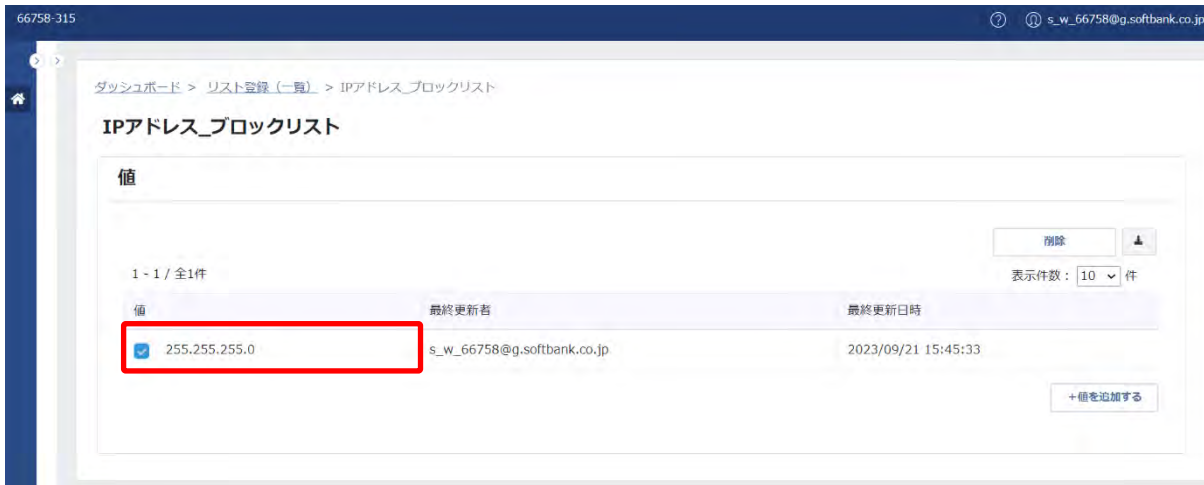 66758-315
s_w_66758@g.softbank.co.jp
ダッシュボード > リスト登録（一覧） > IPアドレス_ブロックリスト
IPアドレス_ブロックリスト
値
削除
1 - 1 / 全1件
表示件数： 10 件
値 最終更新者 最終更新日時
255.255.255.0 s_w_66758@g.softbank.co.jp 2023/09/21 15:45:33
+値を追加する